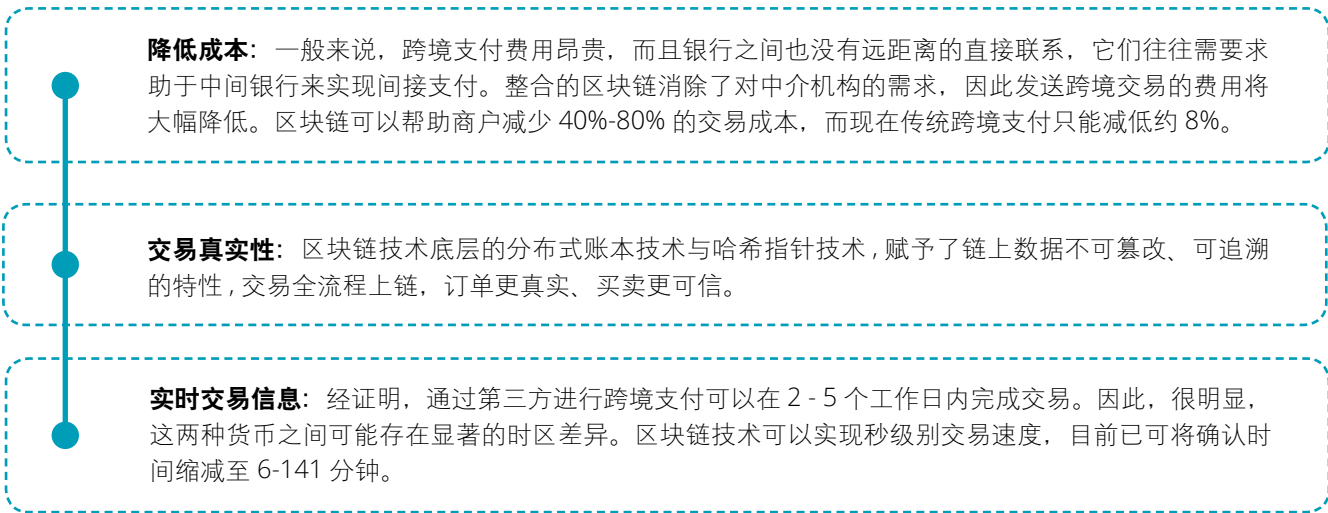 降低成本：一般来说，跨境支付费用昂贵，而且银行之间也没有远距离的直接联系，它们往往需要求
助于中间银行来实现间接支付。整合的区块链消除了对中介机构的需求，因此发送跨境交易的费用将
大幅降低。区块链可以帮助商户减少 40%-80% 的交易成本，而现在传统跨境支付只能减低约 8%。
交易真实性：区块链技术底层的分布式账本技术与哈希指针技术 , 赋予了链上数据不可篡改、可追溯
的特性 , 交易全流程上链，订单更真实、买卖更可信。
实时交易信息：经证明，通过第三方进行跨境支付可以在 2 - 5 个工作日内完成交易。因此，很明显，
这两种货币之间可能存在显著的时区差异。区块链技术可以实现秒级别交易速度，目前已可将确认时
间缩减至 6-141 分钟。